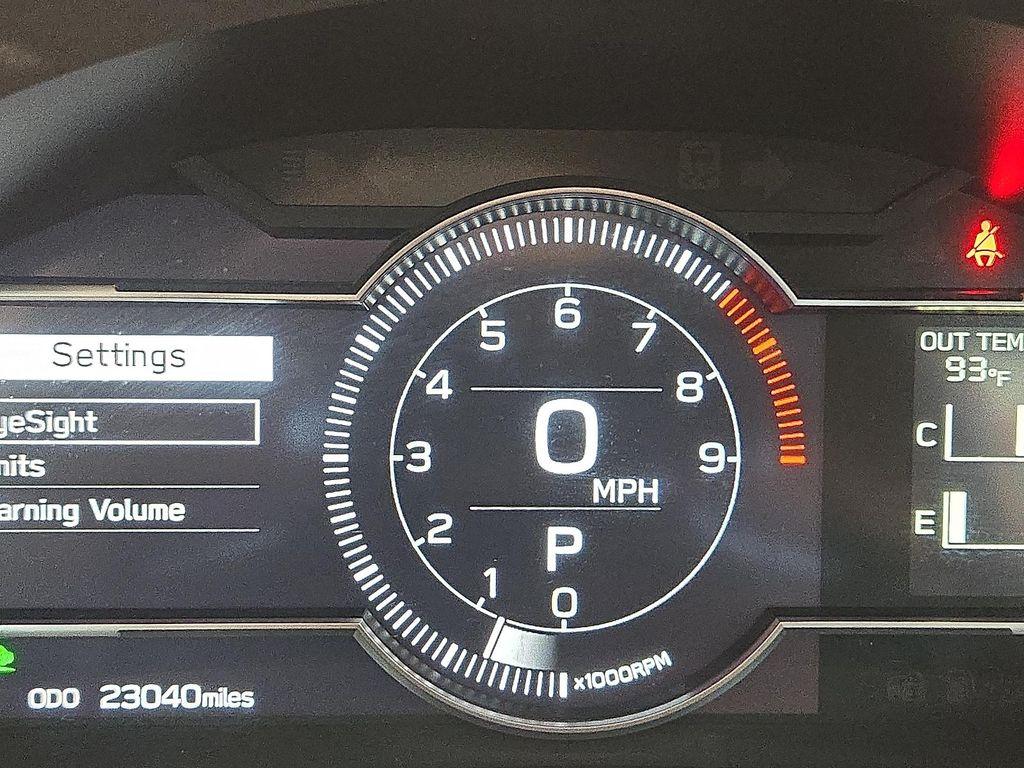 Settings
yeSight
nits
arning Volume
ODO 23040miles
6
5 7
4 8
3 9
2
1
0
0
MPH
P
x1000RPM
OUT TEM
93°F
C
E